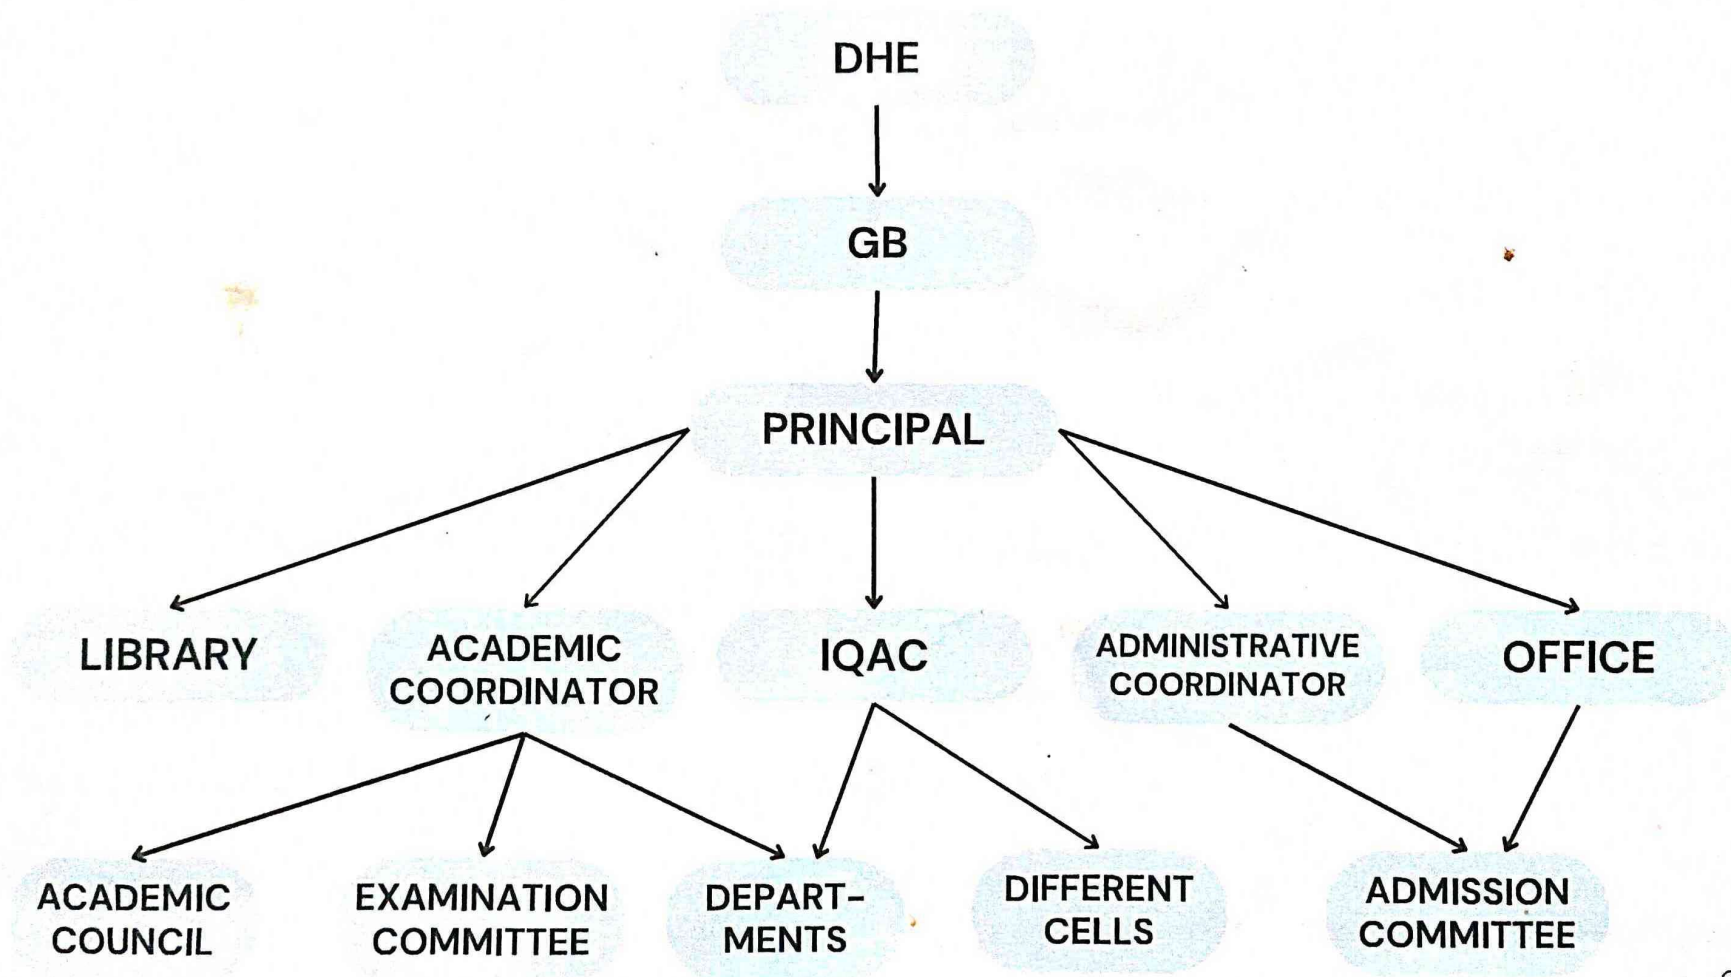 DHE
GB
PRINCIPAL
LIBRARY
ACADEMIC
COORDINATOR
IQAC
ADMINISTRATIVE
COORDINATOR
OFFICE
ACADEMIC
COUNCIL
EXAMINATION
COMMITTEE
DEPART-
MENTS
DIFFERENT
CELLS
ADMISSION
COMMITTEE